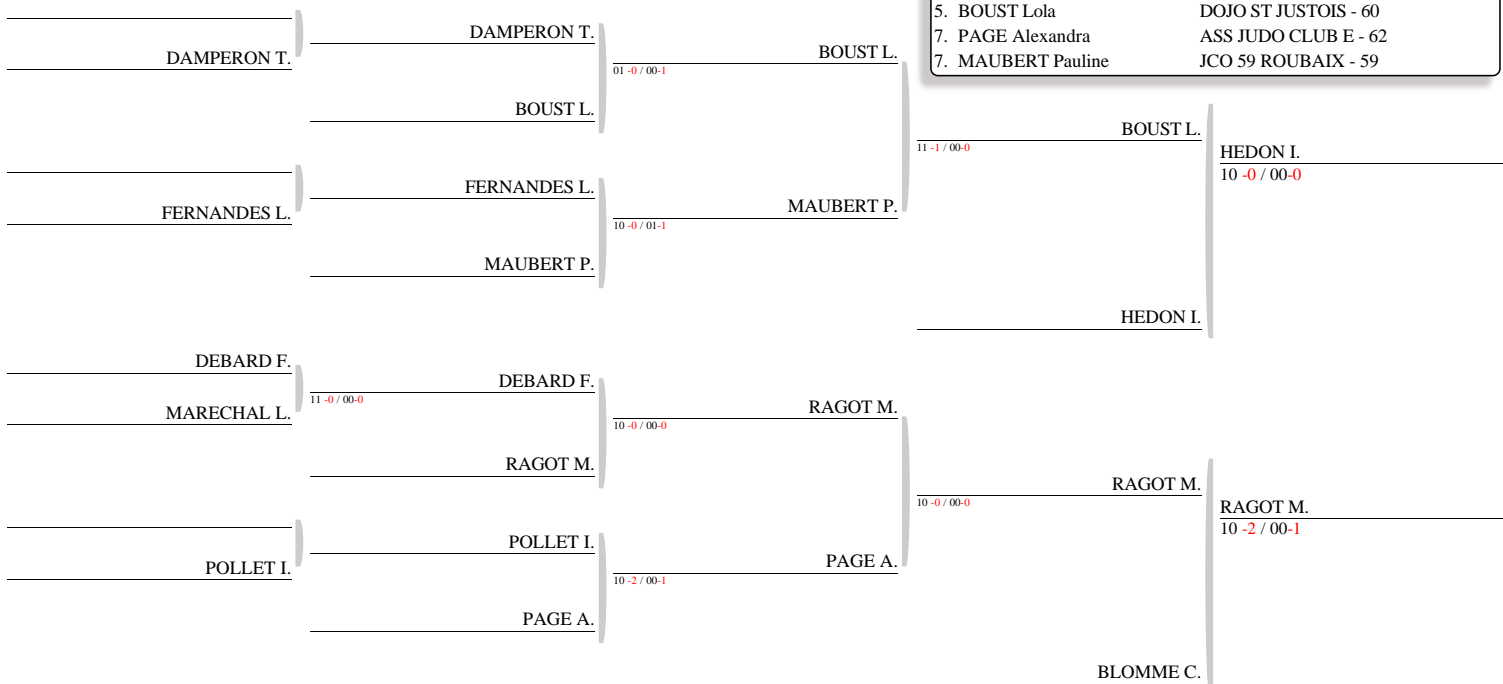 5. BOUST Lola DOJO ST JUSTOIS - 60
7. PAGE Alexandra ASS JUDO CLUB E - 62
7. MAUBERT Pauline JCO 59 ROUBAIX - 59
DAMPERON T.
FERNANDES L.
DEBARD F.
MARECHAL L.
POLLET I.
DAMPERON T.
BOUST L.
FERNANDES L.
MAUBERT P.
11 -0 / 00-0
DEBARD F.
RAGOT M.
POLLET I.
PAGE A.
BOUST L.
01 -0 / 00-1
MAUBERT P.
10 -0 / 01-1
RAGOT M.
10 -0 / 00-0
PAGE A.
10 -2 / 00-1
BOUST L.
11 -1 / 00-0
HEDON I.
RAGOT M.
10 -0 / 00-0
BLOMME C.
HEDON I.
10 -0 / 00-0
RAGOT M.
10 -2 / 00-1